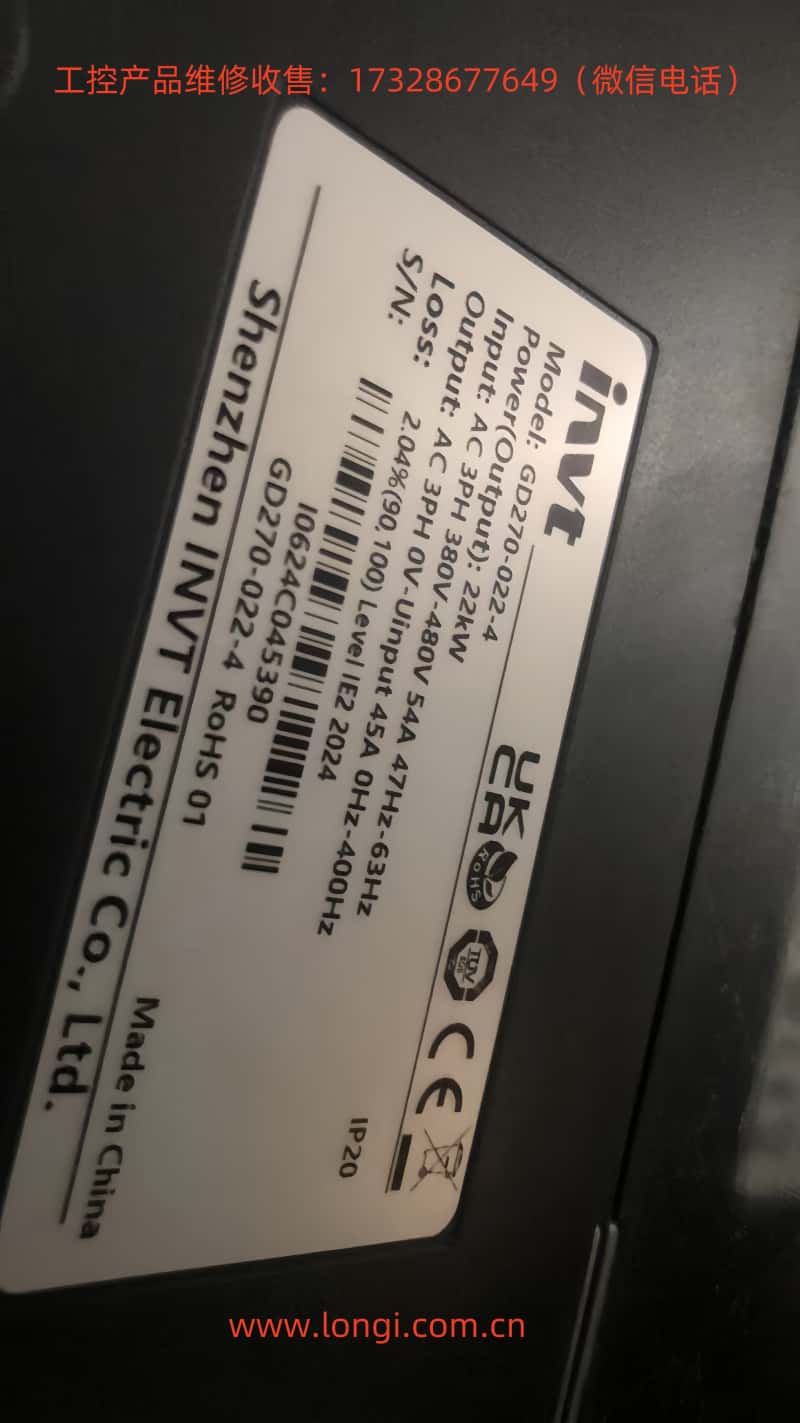 工控产品维修收售：17328677649（微信电话）
invt
UK
CA
RoHS
TÜV
CE
Model: GD270-022-4
Power(Output): 22kW
Input: AC 3PH 380V-480V 54A 47Hz-63Hz
Output: AC 3PH 0V-Uinput 45A 0Hz-400Hz
Loss: 2.04%(90,100) Level IE2 2024
IP20
S/N:
I0624C045390
GD270-022-4 RoHS 01
Made in China
Shenzhen INVT Electric Co., Ltd.
www.longi.com.cn